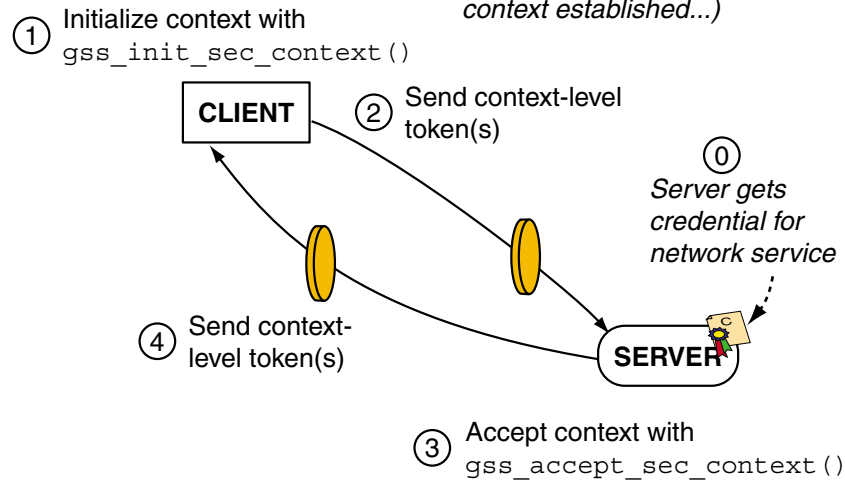 context established...)
1 Initialize context with
gss_init_sec_context()
CLIENT
2 Send context-level
token(s)
0
Server gets
credential for
network service
4 Send context-
level token(s)
C
SERVER
3 Accept context with
gss_accept_sec_context()